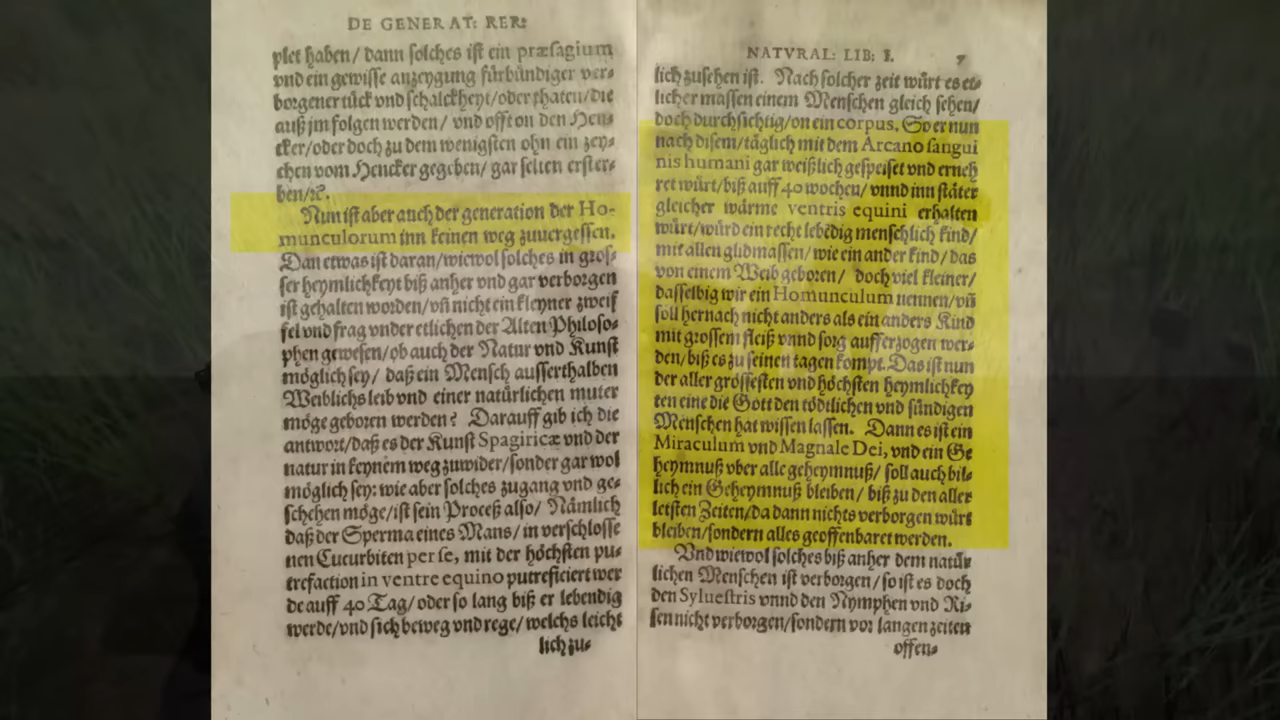 DE GENERAT: RER:
plet haben/ dann solches ist ein præsagium
vnd ein gewisse anzeygung fürbündiger ver⸗
borgener tück vnd schalckheyt/oder thaten/die
auß jm folgen werden/ vnd offt on den Hen⸗
cker/oder doch zu dem wenigsten ohn ein zey⸗
chen vom Hencker gegeben/ gar selten erster⸗
ben/ꝛc̃.
Nun ist aber auch der generation der Ho-
munculorum inn keinen weg zuuergessen.
Dan etwas ist daran/wiewol solches in gros⸗
ser heymlichkeyt biß anher vnd gar verborgen
ist gehalten worden/ vñ nicht ein kleyner zweif
fel vnd frag vnder etlichen der Alten Philoso⸗
phen gewesen/ob auch der Natur vnd Kunst
möglich sey/ daß ein Mensch ausserthalben
Weiblichs leib vnd einer natürlichen muter
möge geboren werden? Darauff gib ich die
antwort/daß es der Kunst Spagiricæ vnd der
natur in keynem weg zuwider/sonder gar wol
möglich sey: wie aber solches zugang vnd ge⸗
schehen möge/ist sein Proceß also/ Nämlich
daß der Sperma eines Mans/ in verschlosse
nen Cucurbiten per se, mit der höchsten pu⸗
trefaction in ventre equino putreficiert wer
de auff 40 Tag/ oder so lang biß er lebendig
werde/vnd sich beweg vnd rege/ welchs leicht
lich zu⸗
NATVRAL: LIB: I. 7
lich zusehen ist. Nach solcher zeit würt es et⸗
licher massen einem Menschen gleich sehen/
doch durchsichtig/on ein corpus. So er nun
nach disem/täglich mit dem Arcano sangui
nis humani gar weißlich gespeiset vnd erneh
ret würt/biß auff 40 wochen/ vnnd inn stäter
gleicher wärme ventris equini erhalten
würt/würd ein recht lebẽdig menschlich kind/
mit allen glidmassen/ wie ein ander kind/ das
von einem Weib geboren/ doch viel kleiner/
dasselbig wir ein Homunculum nennen/ vñ
soll hernach nicht anders als ein anders Kind
mit grossem fleiß vnnd sorg aufferzogen wer⸗
den/ biß es zu seinen tagen kompt. Das ist nun
der aller grössesten vnd höchsten heymlichkey
ten eine die Gott den tödtlichen vnd sündigen
Menschen hat wissen lassen. Dann es ist ein
Miraculum vnd Magnale Dei, vnd ein Ge
heymnuß vber alle geheymnuß/ soll auch bil⸗
lich ein Geheymnuß bleiben/ biß zu den aller
letsten Zeiten/da dann nichts verborgen würt
bleiben/sondern alles geoffenbaret werden.
Vnd wiewol solches biß anher dem natür
lichen Menschen ist verborgen/ so ist es doch
den Syluestris vnnd den Nymphen vnd Ri⸗
sen nicht verborgen/sondern vor langen zeiten
offen⸗